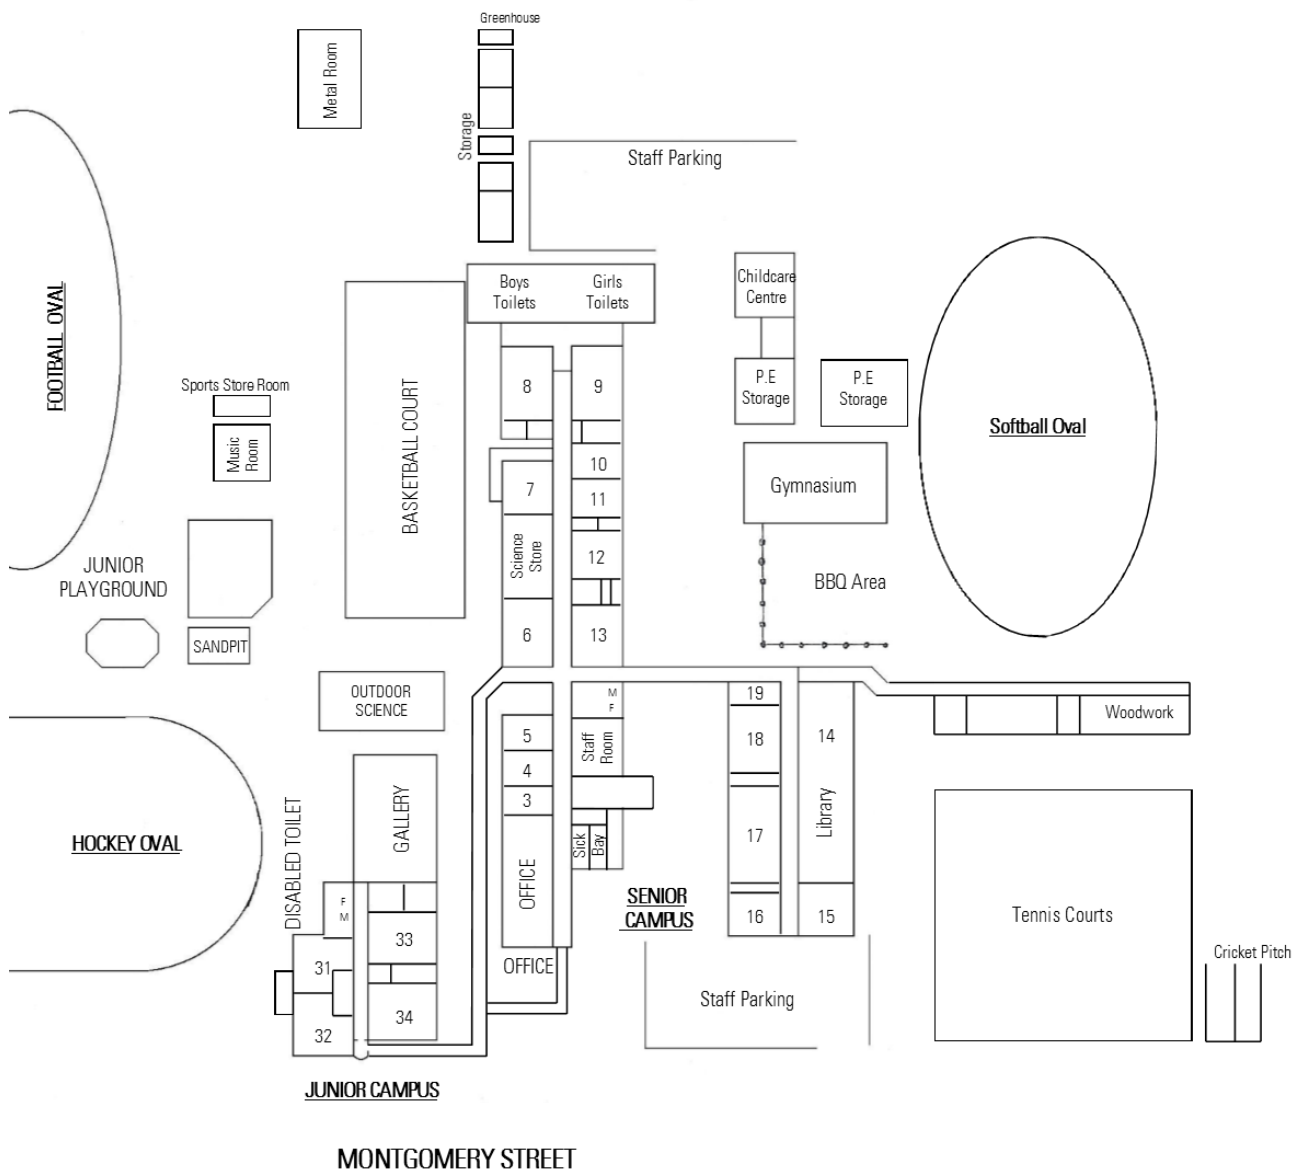 Greenhouse
Metal Room
Storage
Staff Parking
Boys
Toilets
Girls
Toilets
Childcare
Centre
FOOTBALL OVAL
Sports Store Room
Music
Room
BASKETBALL COURT
8
9
P.E
Storage
P.E
Storage
Softball Oval
10
7
11
Gymnasium
Science
Store
12
BBQ Area
JUNIOR
PLAYGROUND
SANDPIT
6
13
OUTDOOR
SCIENCE
M
F
19
5
Staff
Room
18
14
Woodwork
4
3
GALLERY
Library
HOCKEY OVAL
DISABLED TOILET
Sick
Bay
17
OFFICE
SENIOR
CAMPUS
F
M
16
15
Tennis Courts
33
31
OFFICE
Cricket Pitch
Staff Parking
34
32
JUNIOR CAMPUS
MONTGOMERY STREET